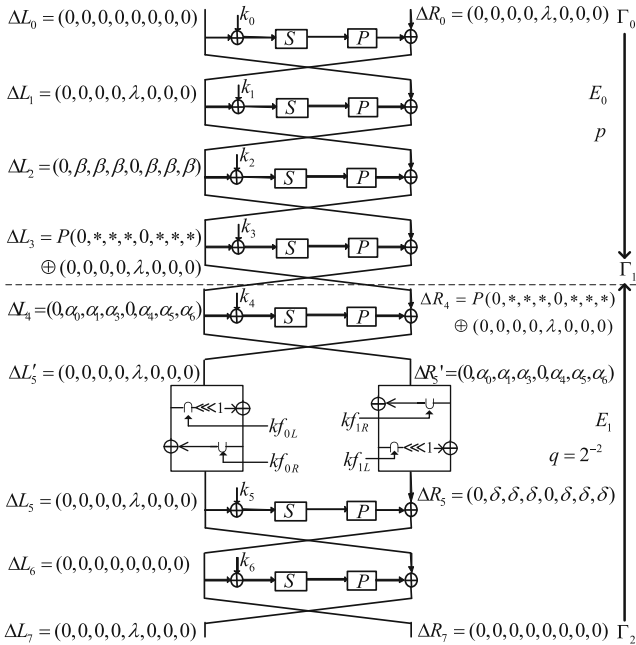 ΔL₀ = (0,0,0,0,0,0,0,0) k₀ S P ΔR₀ = (0,0,0,0,λ,0,0,0) Γ₀
ΔL₁ = (0,0,0,0,λ,0,0,0) k₁ S P E₀
p
ΔL₂ = (0,β,β,β,0,β,β,β) k₂ S P
ΔL₃ = P(0,*,*,*,0,*,*,*) k₃ S P
⊕(0,0,0,0,λ,0,0,0) Γ₁
ΔL₄=(0,α₀,α₁,α₃,0,α₄,α₅,α₆) k₄ S P ΔR₄ = P(0,*,*,*,0,*,*,*)
⊕(0,0,0,0,λ,0,0,0)
ΔL₅′ = (0,0,0,0,λ,0,0,0) ΔR₅' = (0,α₀,α₁,α₃,0,α₄,α₅,α₆)
∩ ⋘1 ∪
kf₀L kf₁R E₁
∪ ∩ ⋘1
kf₀R kf₁L q = 2⁻²
ΔL₅ = (0,0,0,0,λ,0,0,0) k₅ S P ΔR₅ = (0,δ,δ,δ,0,δ,δ,δ)
ΔL₆ = (0,0,0,0,0,0,0,0) k₆ S P
ΔL₇ = (0,0,0,0,λ,0,0,0) ΔR₇ = (0,0,0,0,0,0,0,0) Γ₂